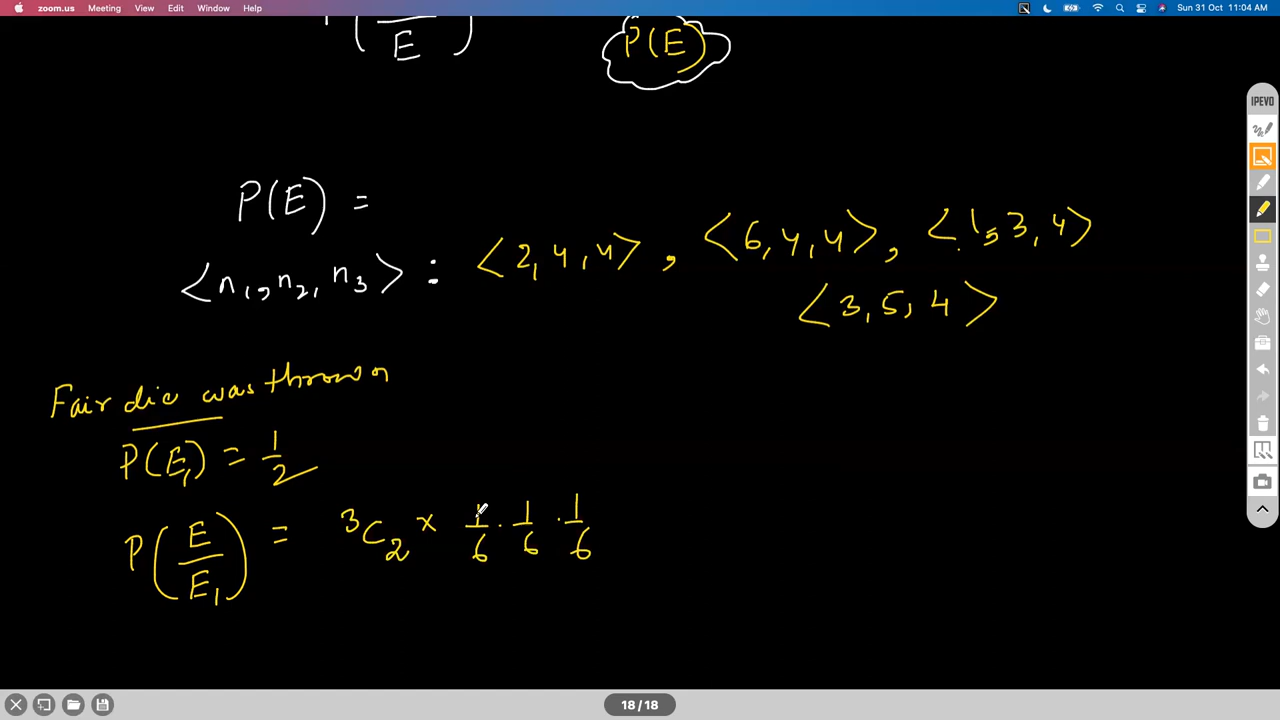 zoom.us Meeting View Edit Window Help Sun 31 Oct 11:04 AM
IPEVO
( E )
P(E)
P(E) =
<n₁, n₂, n₃> : <2, 4, 4> , <6, 4, 4> , <1, 3, 4>
<3, 5, 4>
Fair die was thrown
P(E₁) = 1/2
P(E/E₁) = ³C₂ × 1/6 · 1/6 · 1/6
18 / 18